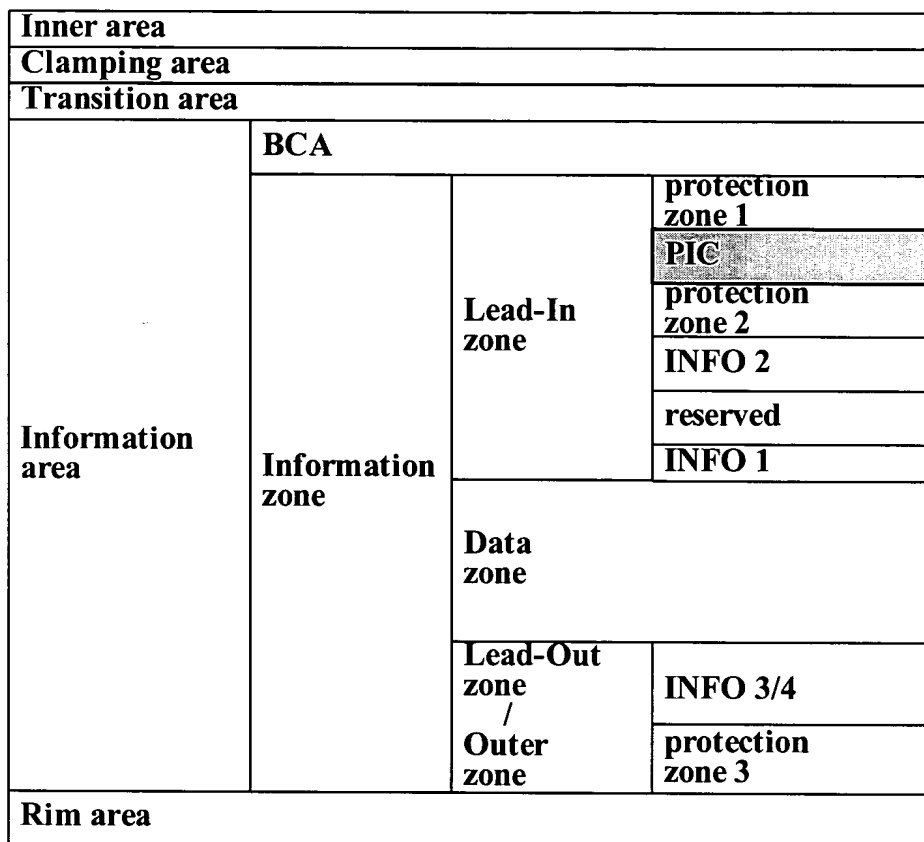 Inner area
Clamping area
Transition area
BCA
protection
zone 1
PIC
Lead-In
zone
protection
zone 2
INFO 2
reserved
INFO 1
Information
area
Information
zone
Data
zone
Lead-Out
zone
/
Outer
zone
INFO 3/4
protection
zone 3
Rim area